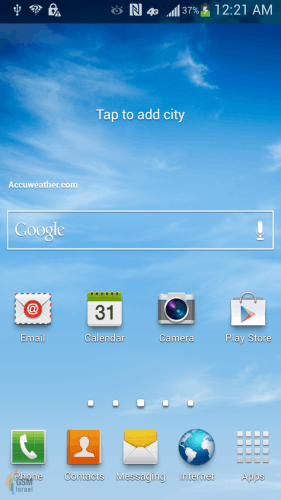 4G 37% 12:21 AM
Tap to add city
Accuweather.com
Google
@ 31
Email Calendar Camera Play Store
Phone Contacts Messaging Internet Apps
GSM
Israel